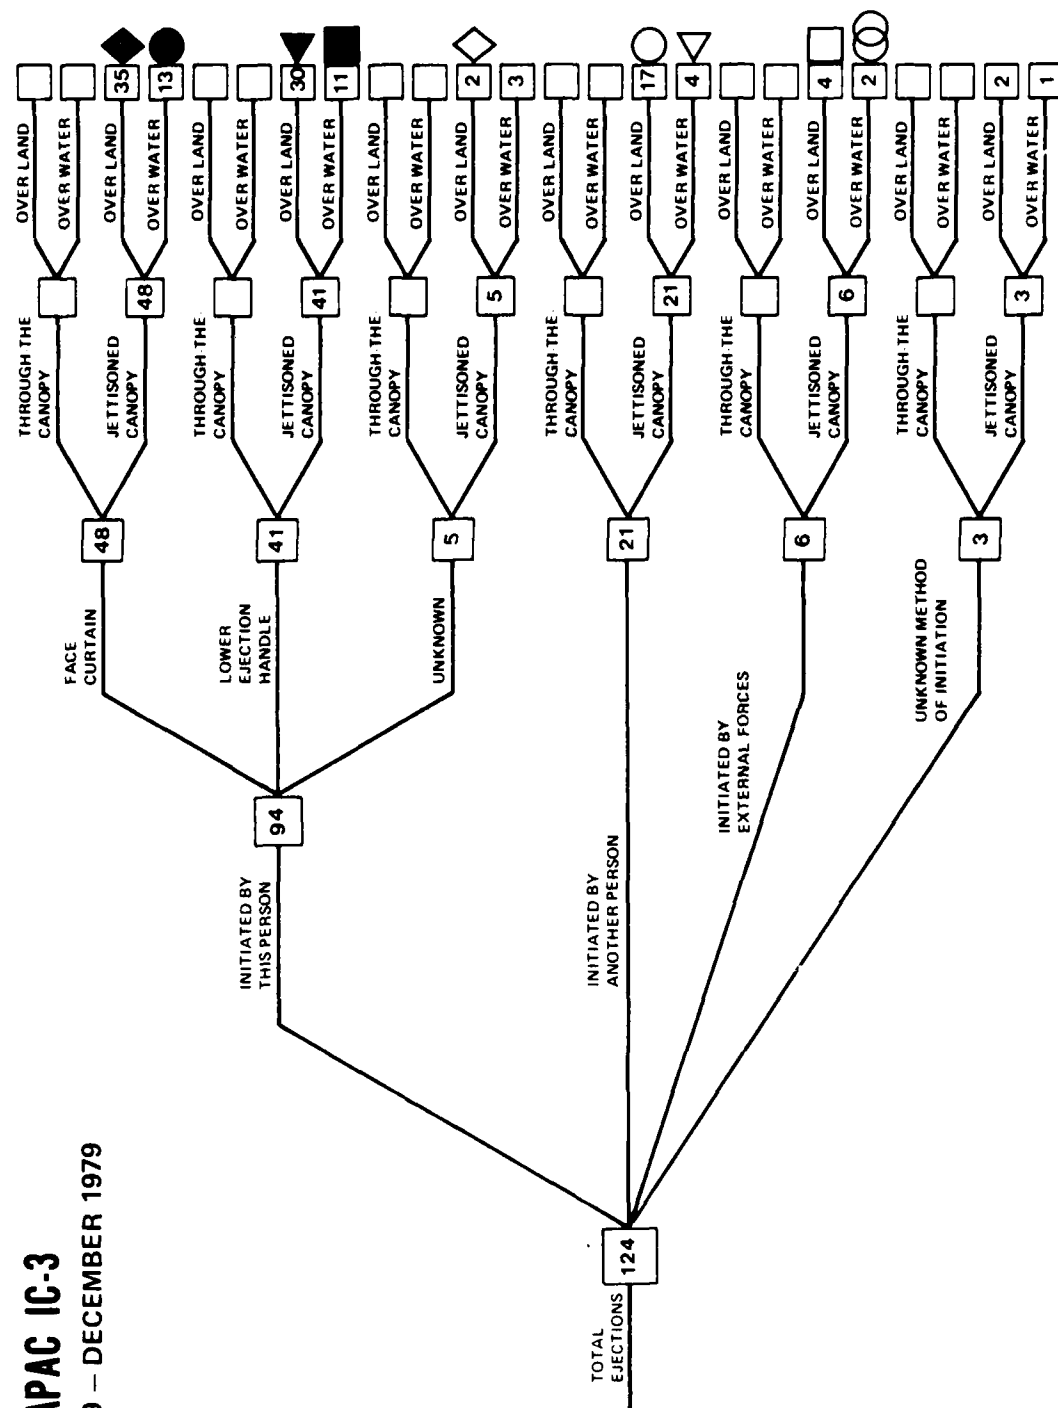 APAC IC-3
9 – DECEMBER 1979
TOTAL
EJECTIONS
124
INITIATED BY
THIS PERSON
94
FACE
CURTAIN
48
THROUGH THE
CANOPY
OVER LAND
OVER WATER
JETTISONED
CANOPY
48
OVER LAND
35
OVER WATER
13
LOWER
EJECTION
HANDLE
41
THROUGH THE
CANOPY
OVER LAND
OVER WATER
JETTISONED
CANOPY
41
OVER LAND
30
OVER WATER
11
UNKNOWN
5
THROUGH THE
CANOPY
OVER LAND
OVER WATER
JETTISONED
CANOPY
5
OVER LAND
2
OVER WATER
3
INITIATED BY
ANOTHER PERSON
21
THROUGH THE
CANOPY
OVER LAND
OVER WATER
JETTISONED
CANOPY
21
OVER LAND
17
OVER WATER
4
INITIATED BY
EXTERNAL FORCES
6
THROUGH THE
CANOPY
OVER LAND
OVER WATER
JETTISONED
CANOPY
6
OVER LAND
4
OVER WATER
2
UNKNOWN METHOD
OF INITIATION
3
THROUGH THE
CANOPY
OVER LAND
OVER WATER
JETTISONED
CANOPY
3
OVER LAND
2
OVER WATER
1